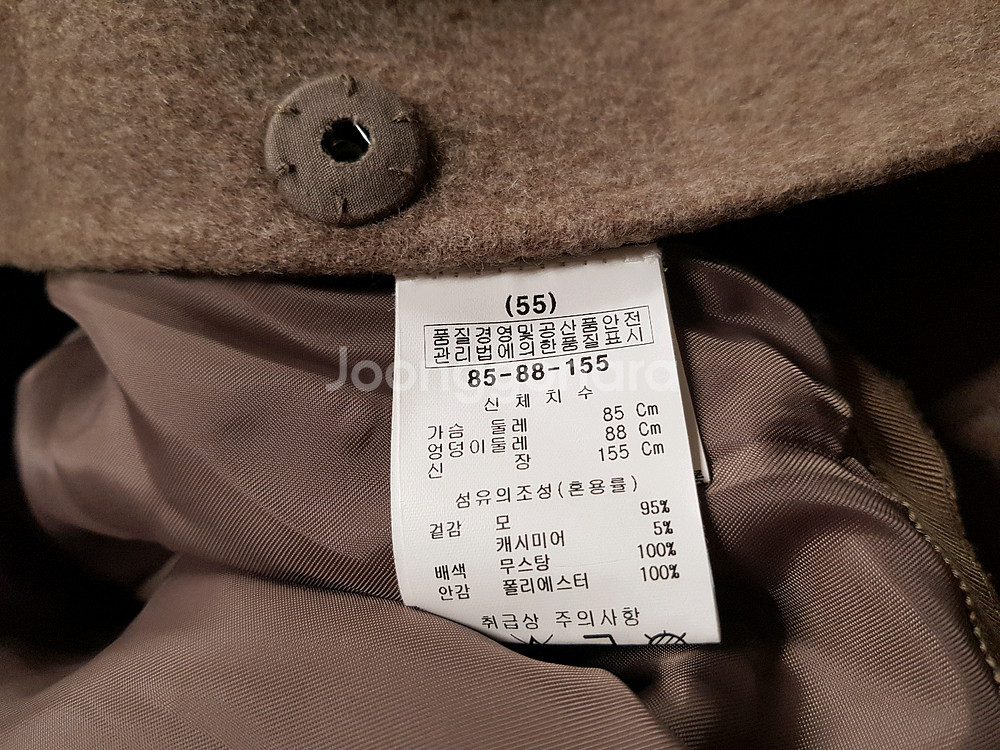 (55)
품질경영및공산품안전
관리법에의한품질표시
85-88-155
Joonggonara
신 체 치 수
가슴 둘레 85 Cm
엉덩이둘레 88 Cm
신 장 155 Cm
섬유의조성(혼용률)
겉감 모 95%
캐시미어 5%
배색 무스탕 100%
안감 폴리에스터 100%
취급상 주의사항